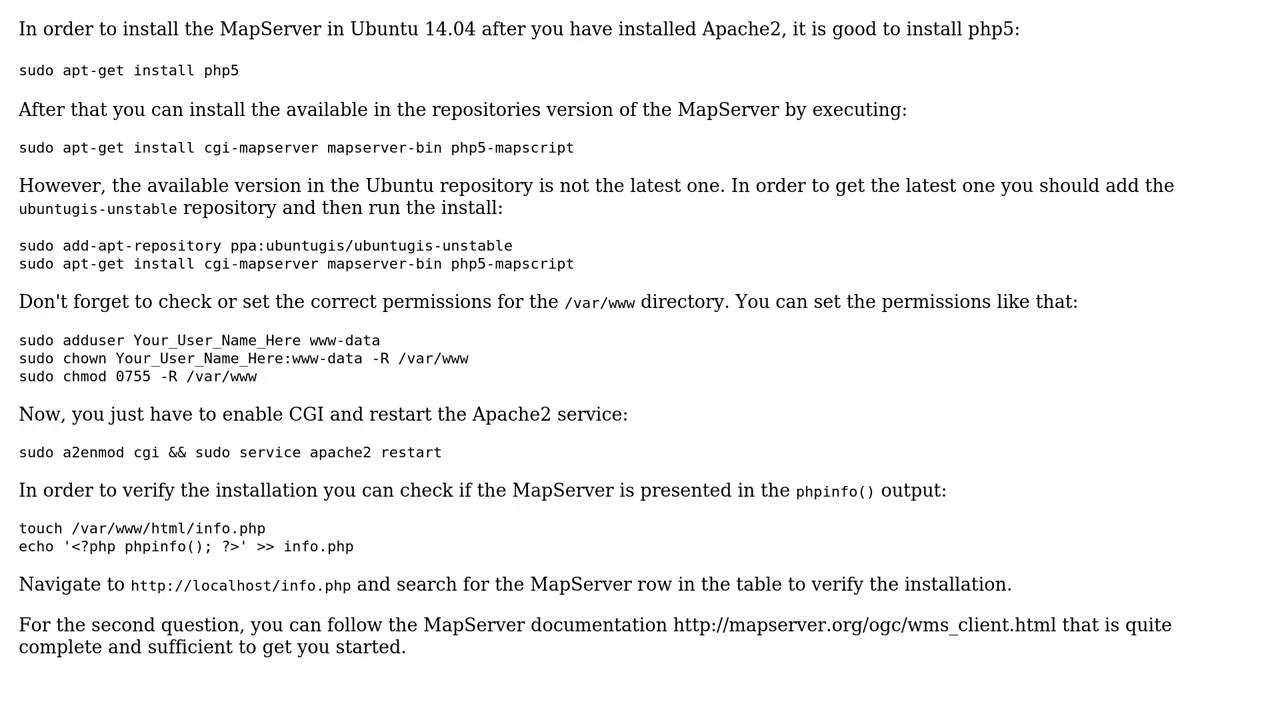 In order to install the MapServer in Ubuntu 14.04 after you have installed Apache2, it is good to install php5:
sudo apt-get install php5
After that you can install the available in the repositories version of the MapServer by executing:
sudo apt-get install cgi-mapserver mapserver-bin php5-mapscript
However, the available version in the Ubuntu repository is not the latest one. In order to get the latest one you should add the
ubuntugis-unstable repository and then run the install:
sudo add-apt-repository ppa:ubuntugis/ubuntugis-unstable
sudo apt-get install cgi-mapserver mapserver-bin php5-mapscript
Don't forget to check or set the correct permissions for the /var/www directory. You can set the permissions like that:
sudo adduser Your_User_Name_Here www-data
sudo chown Your_User_Name_Here:www-data -R /var/www
sudo chmod 0755 -R /var/www
Now, you just have to enable CGI and restart the Apache2 service:
sudo a2enmod cgi && sudo service apache2 restart
In order to verify the installation you can check if the MapServer is presented in the phpinfo() output:
touch /var/www/html/info.php
echo '<?php phpinfo(); ?>' >> info.php
Navigate to http://localhost/info.php and search for the MapServer row in the table to verify the installation.
For the second question, you can follow the MapServer documentation http://mapserver.org/ogc/wms_client.html that is quite
complete and sufficient to get you started.